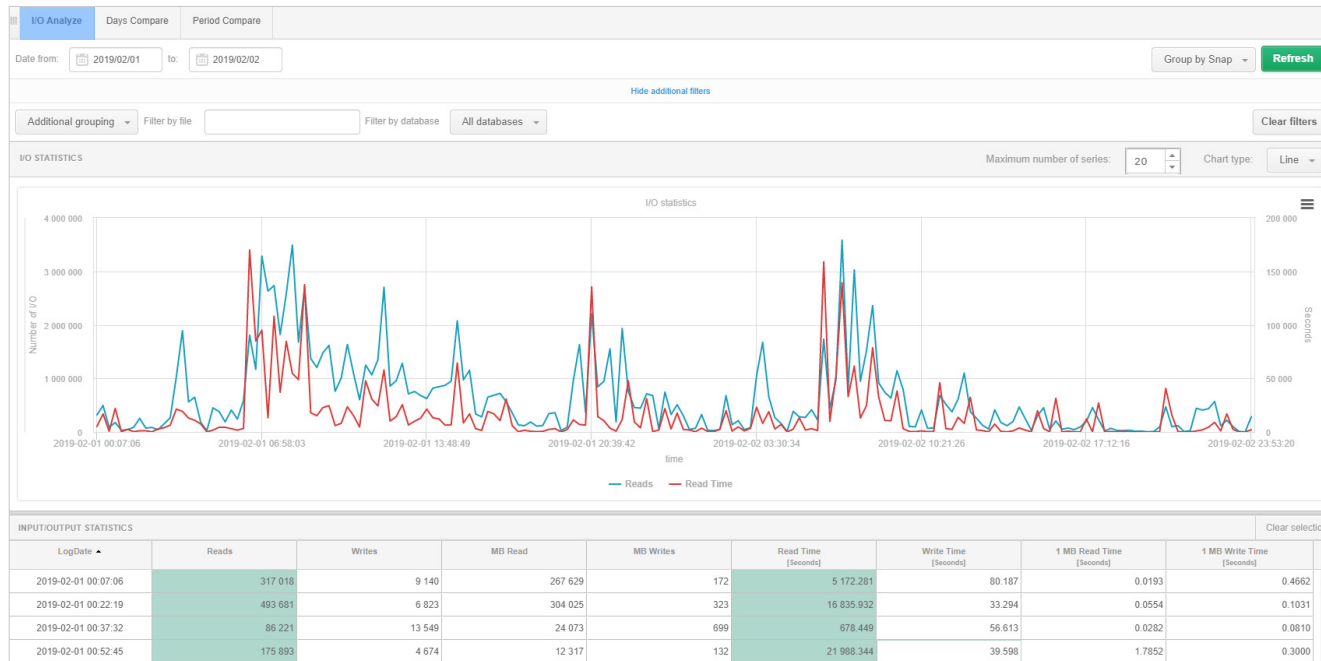 I/O Analyze Days Compare Period Compare
Date from: 2019/02/01 to: 2019/02/02 Group by Snap Refresh
Hide additional filters
Additional grouping Filter by file Filter by database All databases Clear filters
I/O STATISTICS Maximum number of series: 20 Chart type: Line
I/O statistics
4 000 000 200 000
3 000 000 150 000
2 000 000 100 000
1 000 000 50 000
0 0
Number of I/O
Seconds
2019-02-01 00:07:06 2019-02-01 06:58:03 2019-02-01 13:48:49 2019-02-01 20:39:42 2019-02-02 03:30:34 2019-02-02 10:21:26 2019-02-02 17:12:16 2019-02-02 23:53:20
time
Reads Read Time
INPUT/OUTPUT STATISTICS Clear selectio
LogDate Reads Writes MB Read MB Writes Read Time Write Time 1 MB Read Time 1 MB Write Time
[Seconds] [Seconds] [Seconds] [Seconds]
2019-02-01 00:07:06 317 018 9 140 267 629 172 5 172.281 80.187 0.0193 0.4662
2019-02-01 00:22:19 493 681 6 823 304 025 323 16 835.932 33.294 0.0554 0.1031
2019-02-01 00:37:32 86 221 13 549 24 073 699 678.449 56.613 0.0282 0.0810
2019-02-01 00:52:45 175 893 4 674 12 317 132 21 988.344 39.598 1.7852 0.3000